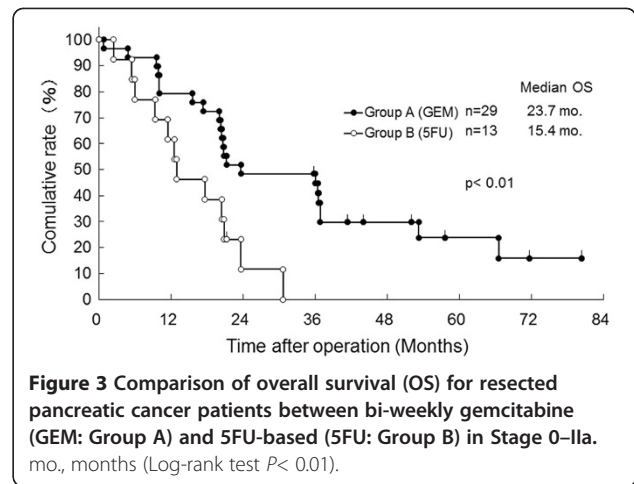 100
90
80
70
60
50
40
30
20
10
0
Comulative rate (%)
Median OS
Group A (GEM) n=29 23.7 mo.
Group B (5FU) n=13 15.4 mo.
p< 0.01
0 12 24 36 48 60 72 84
Time after operation (Months)
Figure 3 Comparison of overall survival (OS) for resected
pancreatic cancer patients between bi-weekly gemcitabine
(GEM: Group A) and 5FU-based (5FU: Group B) in Stage 0–IIa.
mo., months (Log-rank test P< 0.01).